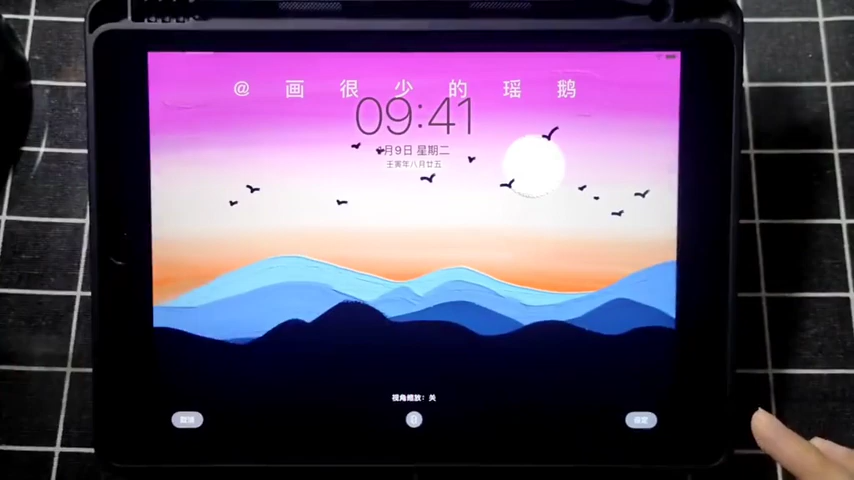 @画很少的瑶鹅
09:41
月9日 星期二
壬寅年八月廿五
视角缩放：关
取消
设定